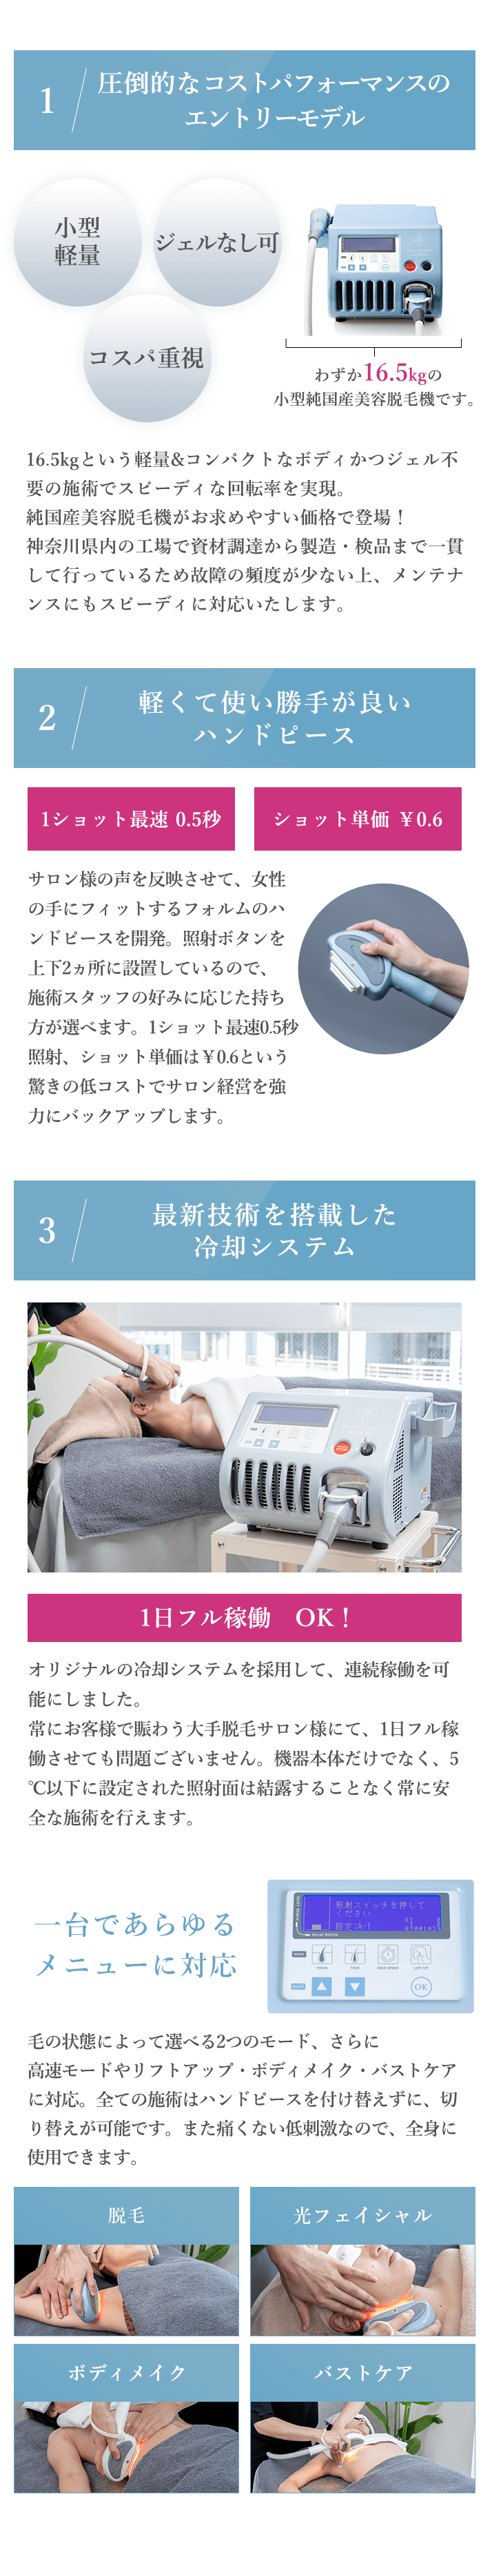 1
圧倒的なコストパフォーマンスの
エントリーモデル
小型
軽量
ジェルなし可
コスパ重視
わずか16.5kgの
小型純国産美容脱毛機です。
16.5kgという軽量&コンパクトなボディかつジェル不
要の施術でスピーディな回転率を実現。
純国産美容脱毛機がお求めやすい価格で登場！
神奈川県内の工場で資材調達から製造・検品まで一貫
して行っているため故障の頻度が少ない上、メンテナ
ンスにもスピーディに対応いたします。
2
軽くて使い勝手が良い
ハンドピース
1ショット最速 0.5秒
ショット単価 ￥0.6
サロン様の声を反映させて、女性
の手にフィットするフォルムのハ
ンドピースを開発。照射ボタンを
上下2ヵ所に設置しているので、
施術スタッフの好みに応じた持ち
方が選べます。1ショット最速0.5秒
照射、ショット単価は￥0.6という
驚きの低コストでサロン経営を強
力にバックアップします。
3
最新技術を搭載した
冷却システム
1日フル稼働　OK！
オリジナルの冷却システムを採用して、連続稼働を可
能にしました。
常にお客様で賑わう大手脱毛サロン様にて、1日フル稼
働させても問題ございません。機器本体だけでなく、5
℃以下に設定された照射面は結露することなく常に安
全な施術を行えます。
一台であらゆる
メニューに対応
照射スイッチを押して
ください
設定:A-1
OK
毛の状態によって選べる2つのモード、さらに
高速モードやリフトアップ・ボディメイク・バストケア
に対応。全ての施術はハンドピースを付け替えずに、切
り替えが可能です。また痛くない低刺激なので、全身に
使用できます。
脱毛
光フェイシャル
ボディメイク
バストケア